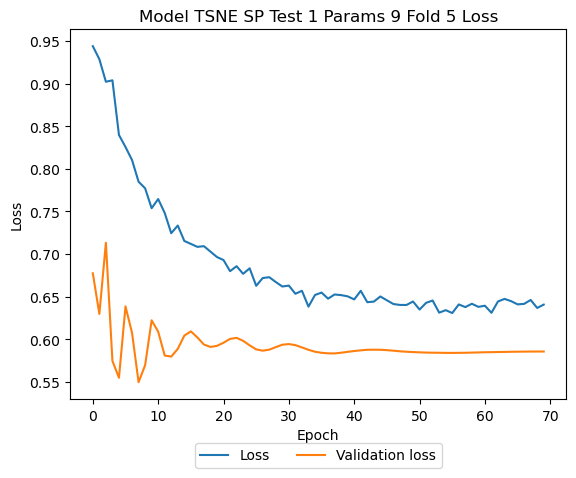 Model TSNE SP Test 1 Params 9 Fold 5 Loss
0.95
0.90
0.85
0.80
0.75
0.70
0.65
0.60
0.55
Loss
0 10 20 30 40 50 60 70
Epoch
Loss Validation loss